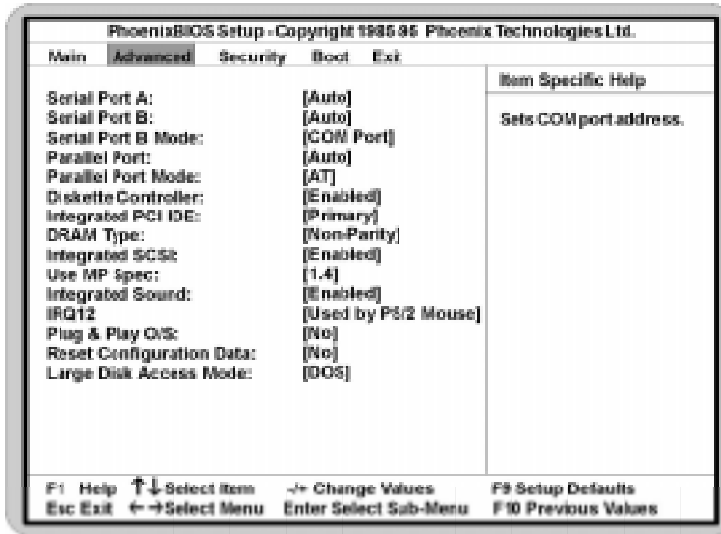 PhoenixBIOS Setup - Copyright 1985-95 Phoenix Technologies Ltd.
Main Advanced Security Boot Exit
Item Specific Help
Sets COM port address.
Serial Port A: [Auto]
Serial Port B: [Auto]
Serial Port B Mode: [COM Port]
Parallel Port: [Auto]
Parallel Port Mode: [AT]
Diskette Controller: [Enabled]
Integrated PCI IDE: [Primary]
DRAM Type: [Non-Parity]
Integrated SCSI: [Enabled]
Use MP Spec: [1.4]
Integrated Sound: [Enabled]
IRQ12 [Used by PS/2 Mouse]
Plug & Play O/S: [No]
Reset Configuration Data: [No]
Large Disk Access Mode: [DOS]
F1 Help ↑↓ Select Item -/+ Change Values F9 Setup Defaults
Esc Exit ←→ Select Menu Enter Select Sub-Menu F10 Previous Values